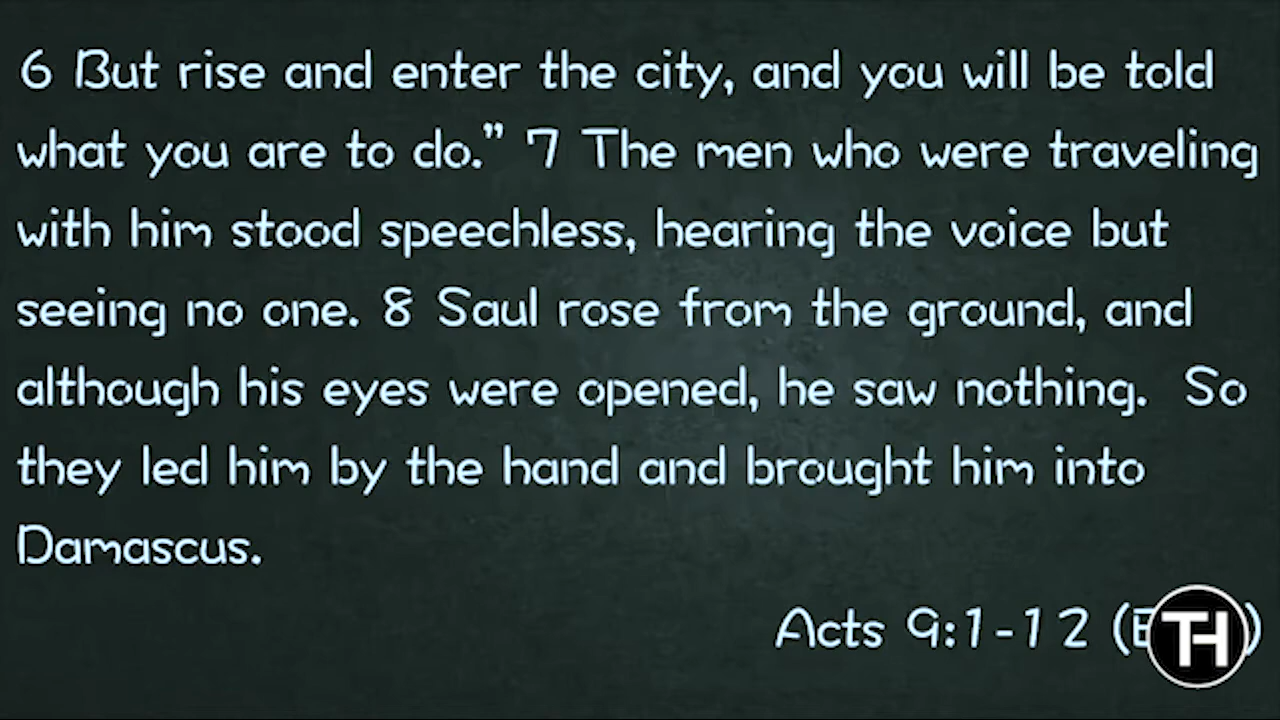 6 But rise and enter the city, and you will be told
what you are to do.” 7 The men who were traveling
with him stood speechless, hearing the voice but
seeing no one. 8 Saul rose from the ground, and
although his eyes were opened, he saw nothing.  So
they led him by the hand and brought him into
Damascus.
Acts 9:1-12
TH